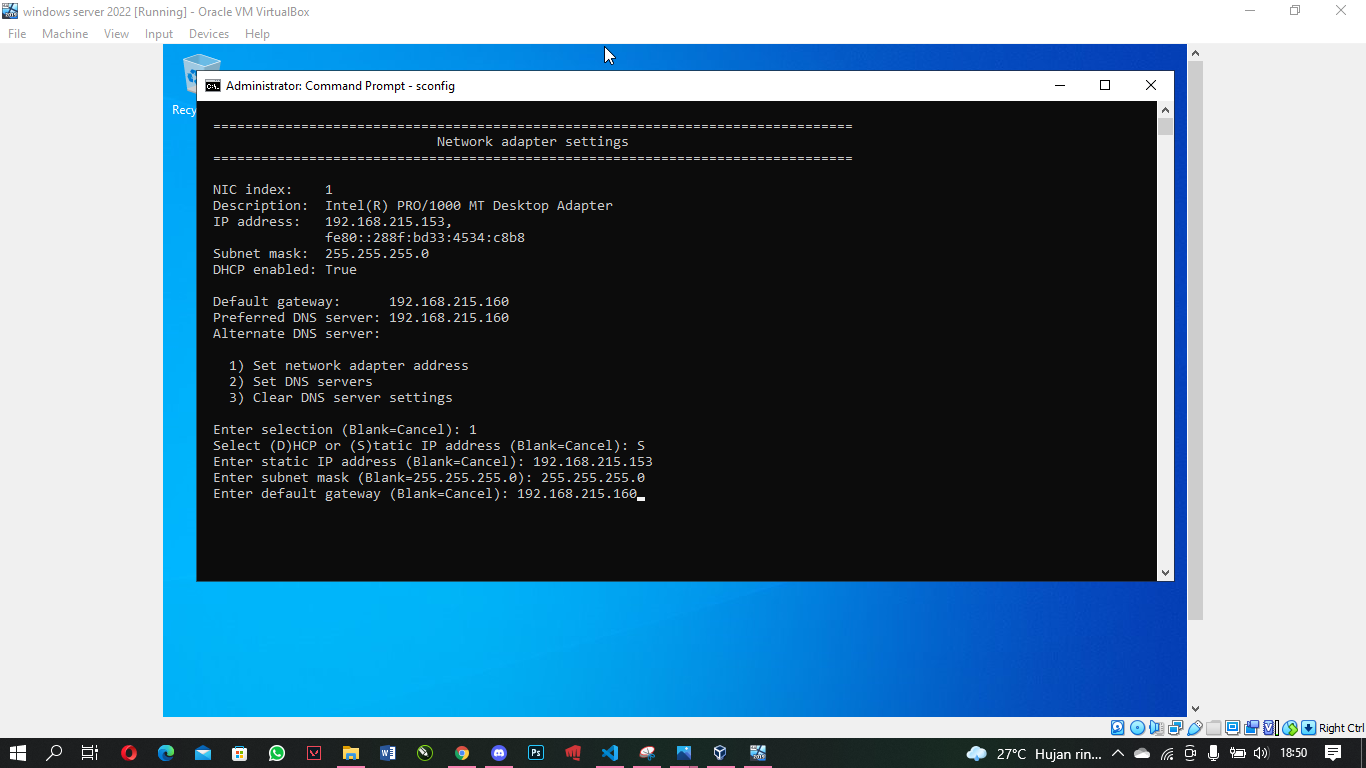 windows server 2022 [Running] - Oracle VM VirtualBox
File Machine View Input Devices Help
Recy
Administrator: Command Prompt - sconfig
================================================================================
Network adapter settings
================================================================================
NIC index: 1
Description: Intel(R) PRO/1000 MT Desktop Adapter
IP address: 192.168.215.153,
fe80::288f:bd33:4534:c8b8
Subnet mask: 255.255.255.0
DHCP enabled: True
Default gateway: 192.168.215.160
Preferred DNS server: 192.168.215.160
Alternate DNS server:
1) Set network adapter address
2) Set DNS servers
3) Clear DNS server settings
Enter selection (Blank=Cancel): 1
Select (D)HCP or (S)tatic IP address (Blank=Cancel): S
Enter static IP address (Blank=Cancel): 192.168.215.153
Enter subnet mask (Blank=255.255.255.0): 255.255.255.0
Enter default gateway (Blank=Cancel): 192.168.215.160
Right Ctrl
27°C Hujan rin... 18:50